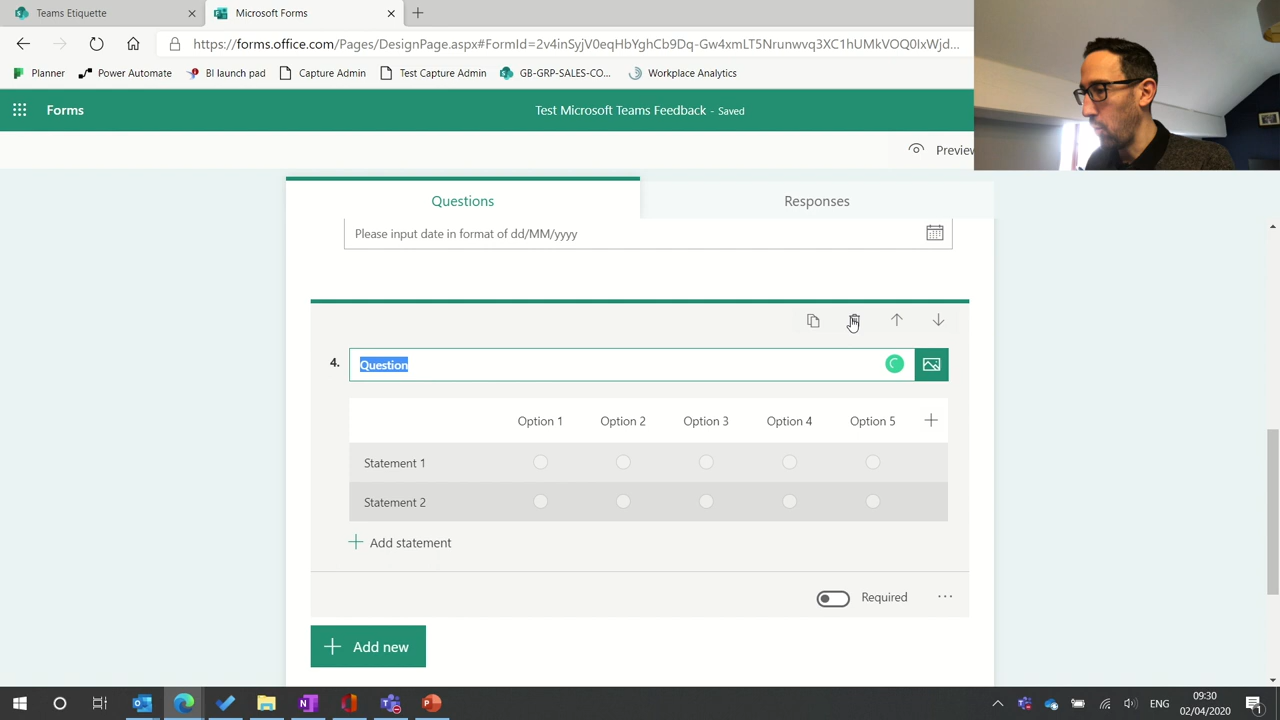 Teams Etiquette
Microsoft Forms
https://forms.office.com/Pages/DesignPage.aspx#FormId=2v4inSyjV0eqHbYghCb9Dq-Gw4xmLT5Nrunwvq3XC1hUMkVOQ0IxWjd...
Planner
Power Automate
BI launch pad
Capture Admin
Test Capture Admin
GB-GRP-SALES-CO...
Workplace Analytics
Forms
Test Microsoft Teams Feedback - Saved
Preview
Questions
Responses
Please input date in format of dd/MM/yyyy
4.
Question
Option 1 Option 2 Option 3 Option 4 Option 5
Statement 1
Statement 2
Add statement
Required
Add new
ENG
09:30
02/04/2020
1